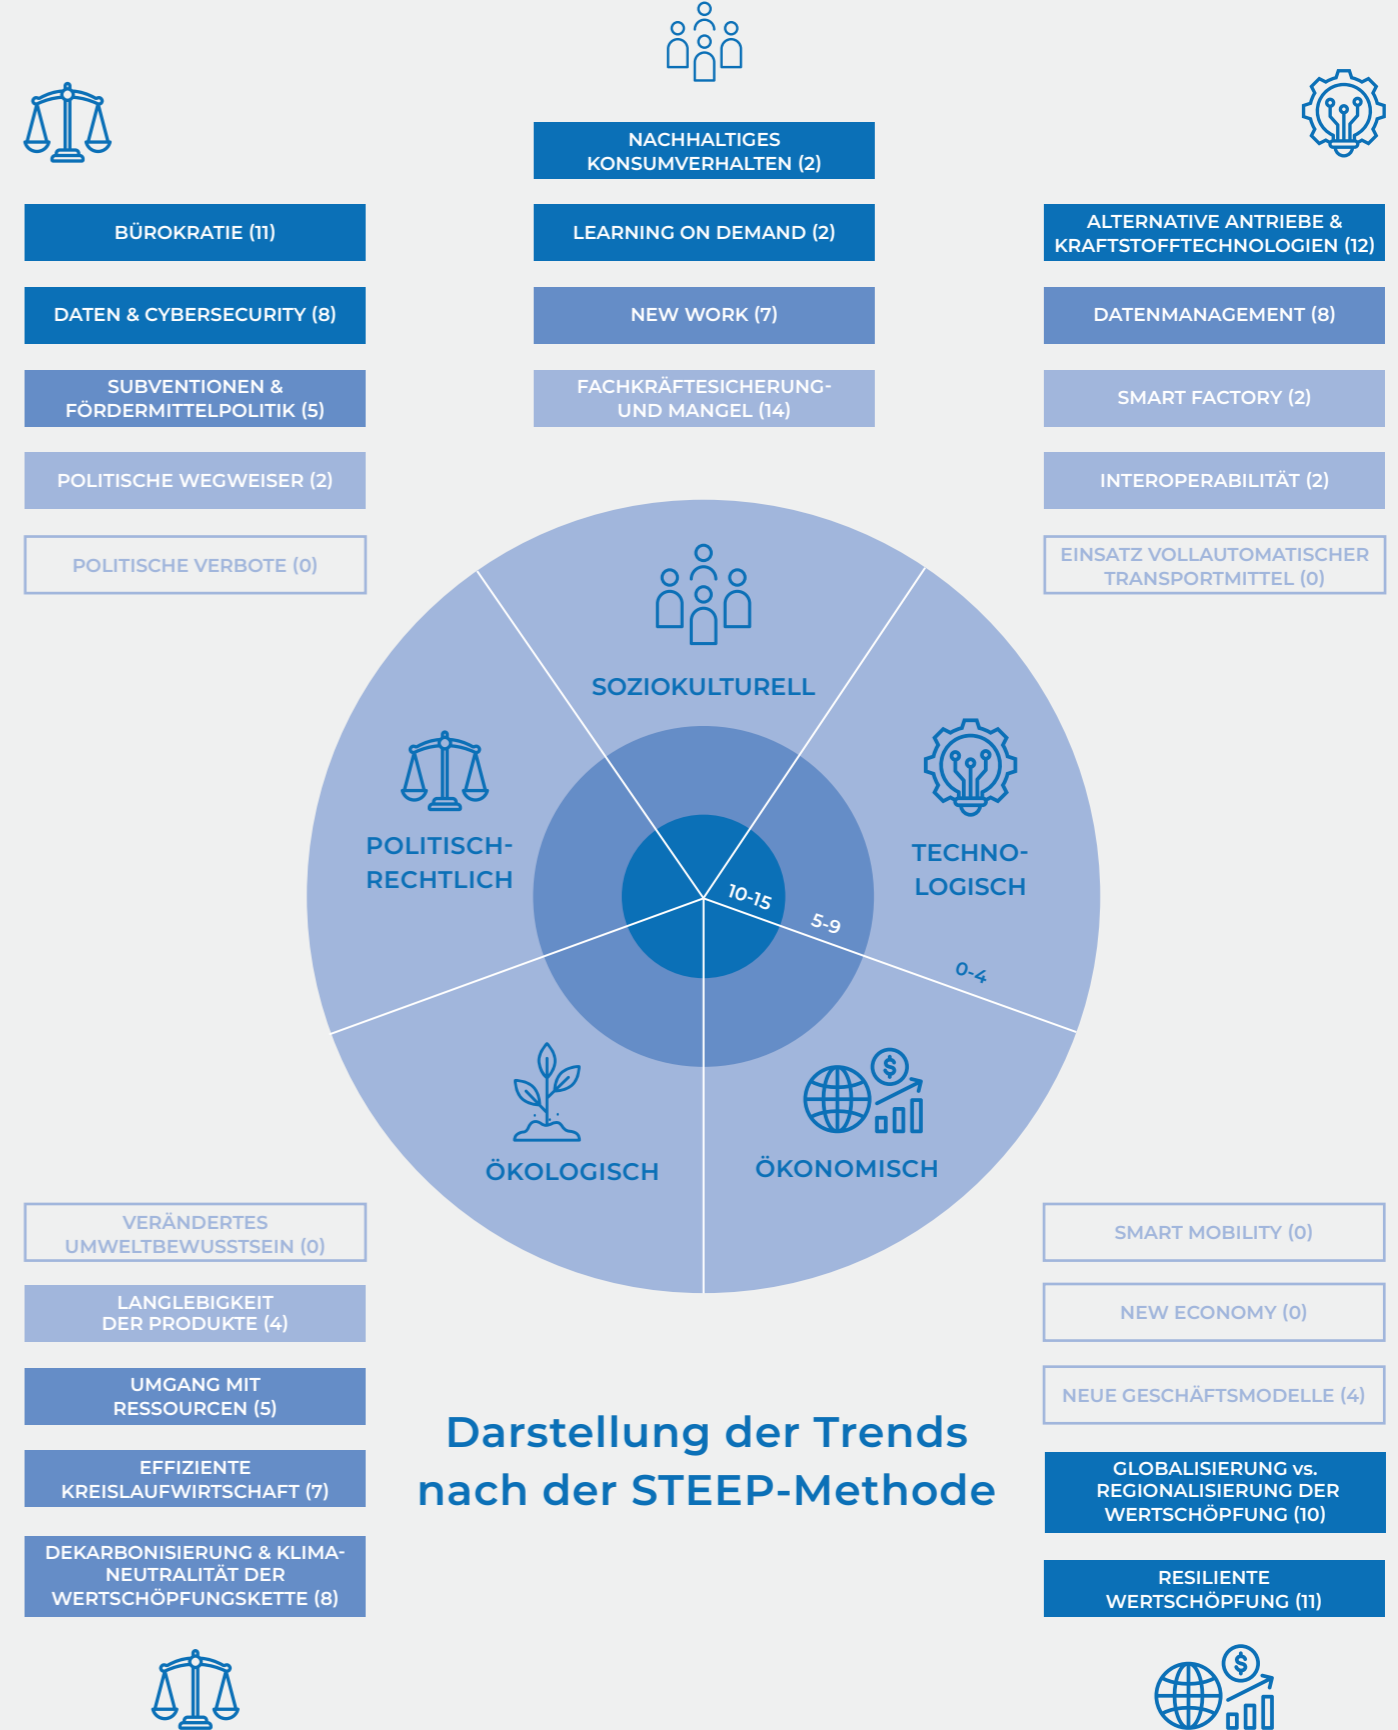 NACHHALTIGES
KONSUMVERHALTEN (2)
LEARNING ON DEMAND (2)
NEW WORK (7)
FACHKRÄFTESICHERUNG-
UND MANGEL (14)
BÜROKRATIE (11)
DATEN & CYBERSECURITY (8)
SUBVENTIONEN &
FÖRDERMITTELPOLITIK (5)
POLITISCHE WEGWEISER (2)
POLITISCHE VERBOTE (0)
ALTERNATIVE ANTRIEBE &
KRAFTSTOFFTECHNOLOGIEN (12)
DATENMANAGEMENT (8)
SMART FACTORY (2)
INTEROPERABILITÄT (2)
EINSATZ VOLLAUTOMATISCHER
TRANSPORTMITTEL (0)
SOZIOKULTURELL
POLITISCH-
RECHTLICH
TECHNO-
LOGISCH
10-15
5-9
0-4
ÖKOLOGISCH
ÖKONOMISCH
VERÄNDERTES
UMWELTBEWUSSTSEIN (0)
LANGLEBIGKEIT
DER PRODUKTE (4)
UMGANG MIT
RESSOURCEN (5)
EFFIZIENTE
KREISLAUFWIRTSCHAFT (7)
DEKARBONISIERUNG & KLIMA-
NEUTRALITÄT DER
WERTSCHÖPFUNGSKETTE (8)
Darstellung der Trends
nach der STEEP-Methode
SMART MOBILITY (0)
NEW ECONOMY (0)
NEUE GESCHÄFTSMODELLE (4)
GLOBALISIERUNG vs.
REGIONALISIERUNG DER
WERTSCHÖPFUNG (10)
RESILIENTE
WERTSCHÖPFUNG (11)